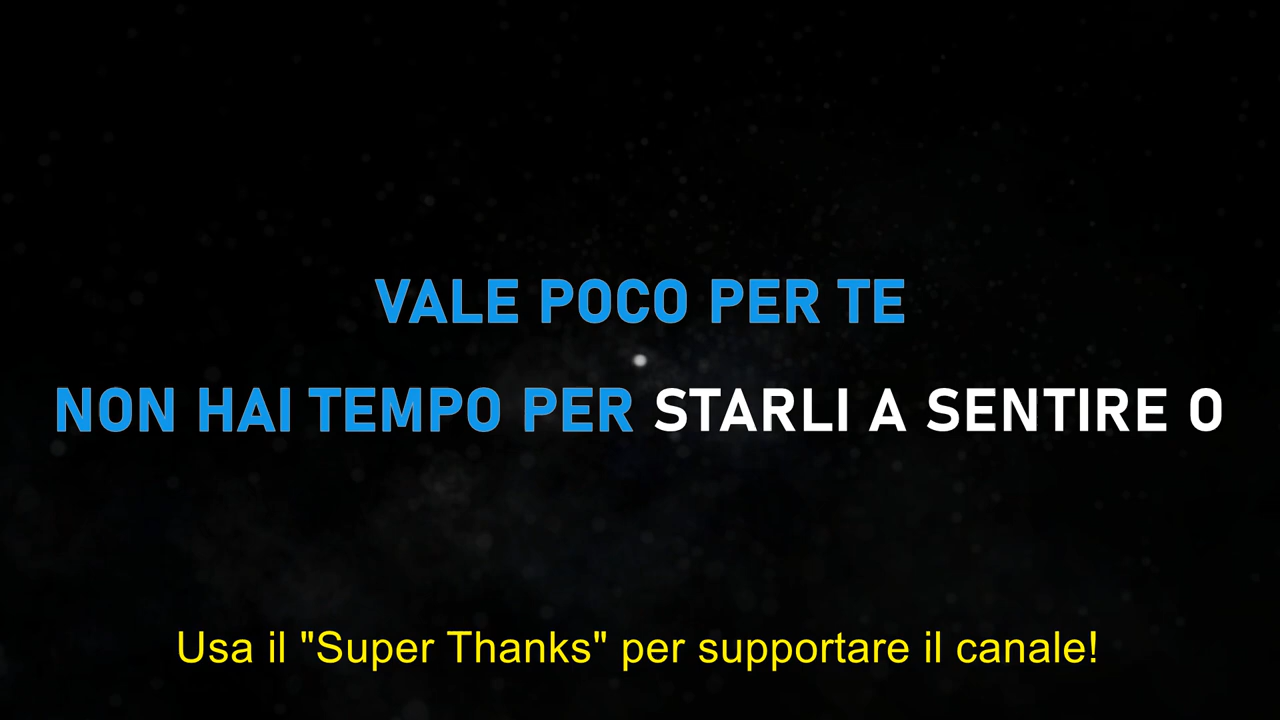 VALE POCO PER TE
NON HAI TEMPO PER STARLI A SENTIRE O
Usa il "Super Thanks" per supportare il canale!